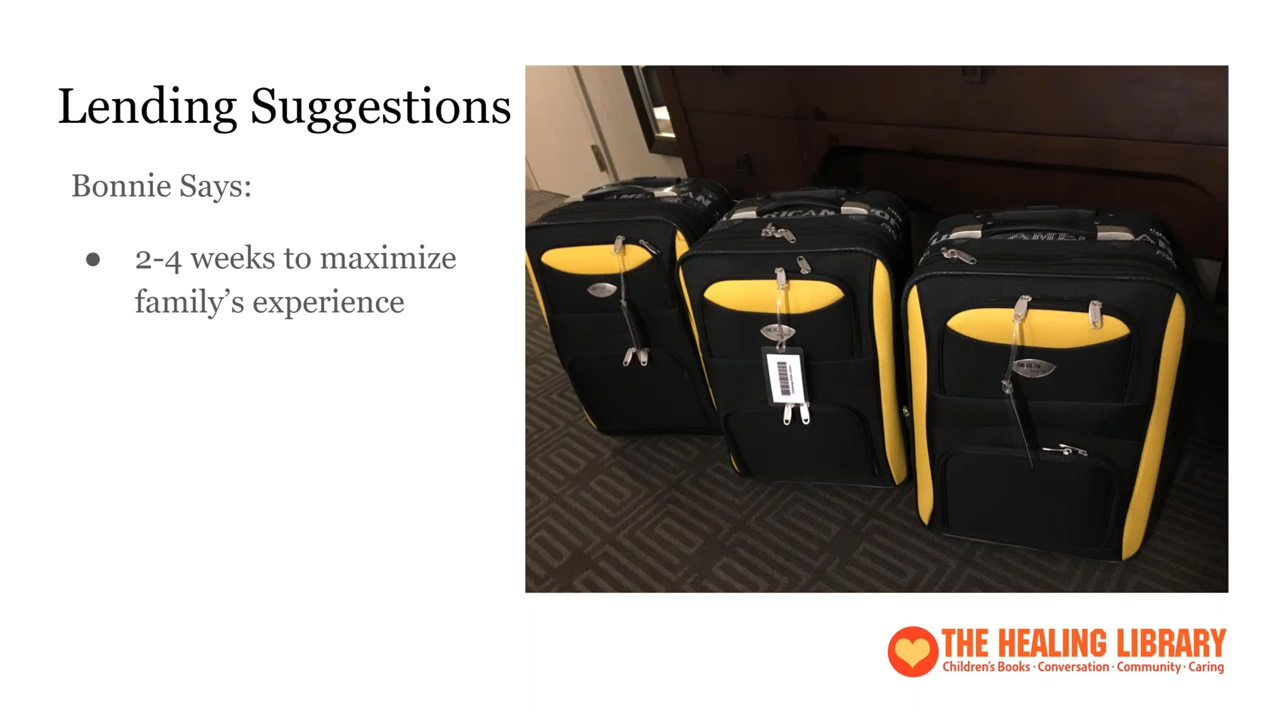 Lending Suggestions
Bonnie Says:
● 2-4 weeks to maximize
family’s experience
THE HEALING LIBRARY
Children's Books · Conversation · Community · Caring